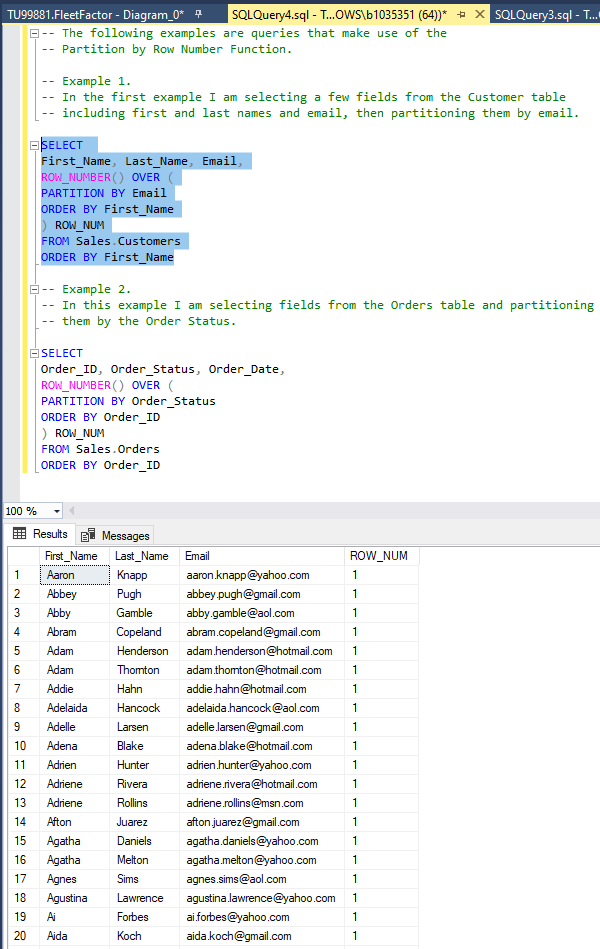 TU99881.FleetFactor - Diagram_0* SQLQuery4.sql - T...OWS\b1035351 (64))* SQLQuery3.sql - T...
-- The following examples are queries that make use of the
-- Partition by Row Number Function.
-- Example 1.
-- In the first example I am selecting a few fields from the Customer table
-- including first and last names and email, then partitioning them by email.
SELECT
First_Name, Last_Name, Email,
ROW_NUMBER() OVER (
PARTITION BY Email
ORDER BY First_Name
) ROW_NUM
FROM Sales.Customers
ORDER BY First_Name
-- Example 2.
-- In this example I am selecting fields from the Orders table and partitioning
-- them by the Order Status.
SELECT
Order_ID, Order_Status, Order_Date,
ROW_NUMBER() OVER (
PARTITION BY Order_Status
ORDER BY Order_ID
) ROW_NUM
FROM Sales.Orders
ORDER BY Order_ID
100 %
Results Messages
First_Name Last_Name Email ROW_NUM
1 Aaron Knapp aaron.knapp@yahoo.com 1
2 Abbey Pugh abbey.pugh@gmail.com 1
3 Abby Gamble abby.gamble@aol.com 1
4 Abram Copeland abram.copeland@gmail.com 1
5 Adam Henderson adam.henderson@hotmail.com 1
6 Adam Thornton adam.thornton@hotmail.com 1
7 Addie Hahn addie.hahn@hotmail.com 1
8 Adelaida Hancock adelaida.hancock@aol.com 1
9 Adelle Larsen adelle.larsen@gmail.com 1
10 Adena Blake adena.blake@hotmail.com 1
11 Adrien Hunter adrien.hunter@yahoo.com 1
12 Adriene Rivera adriene.rivera@hotmail.com 1
13 Adriene Rollins adriene.rollins@msn.com 1
14 Afton Juarez afton.juarez@gmail.com 1
15 Agatha Daniels agatha.daniels@yahoo.com 1
16 Agatha Melton agatha.melton@yahoo.com 1
17 Agnes Sims agnes.sims@aol.com 1
18 Agustina Lawrence agustina.lawrence@yahoo.com 1
19 Ai Forbes ai.forbes@yahoo.com 1
20 Aida Koch aida.koch@gmail.com 1